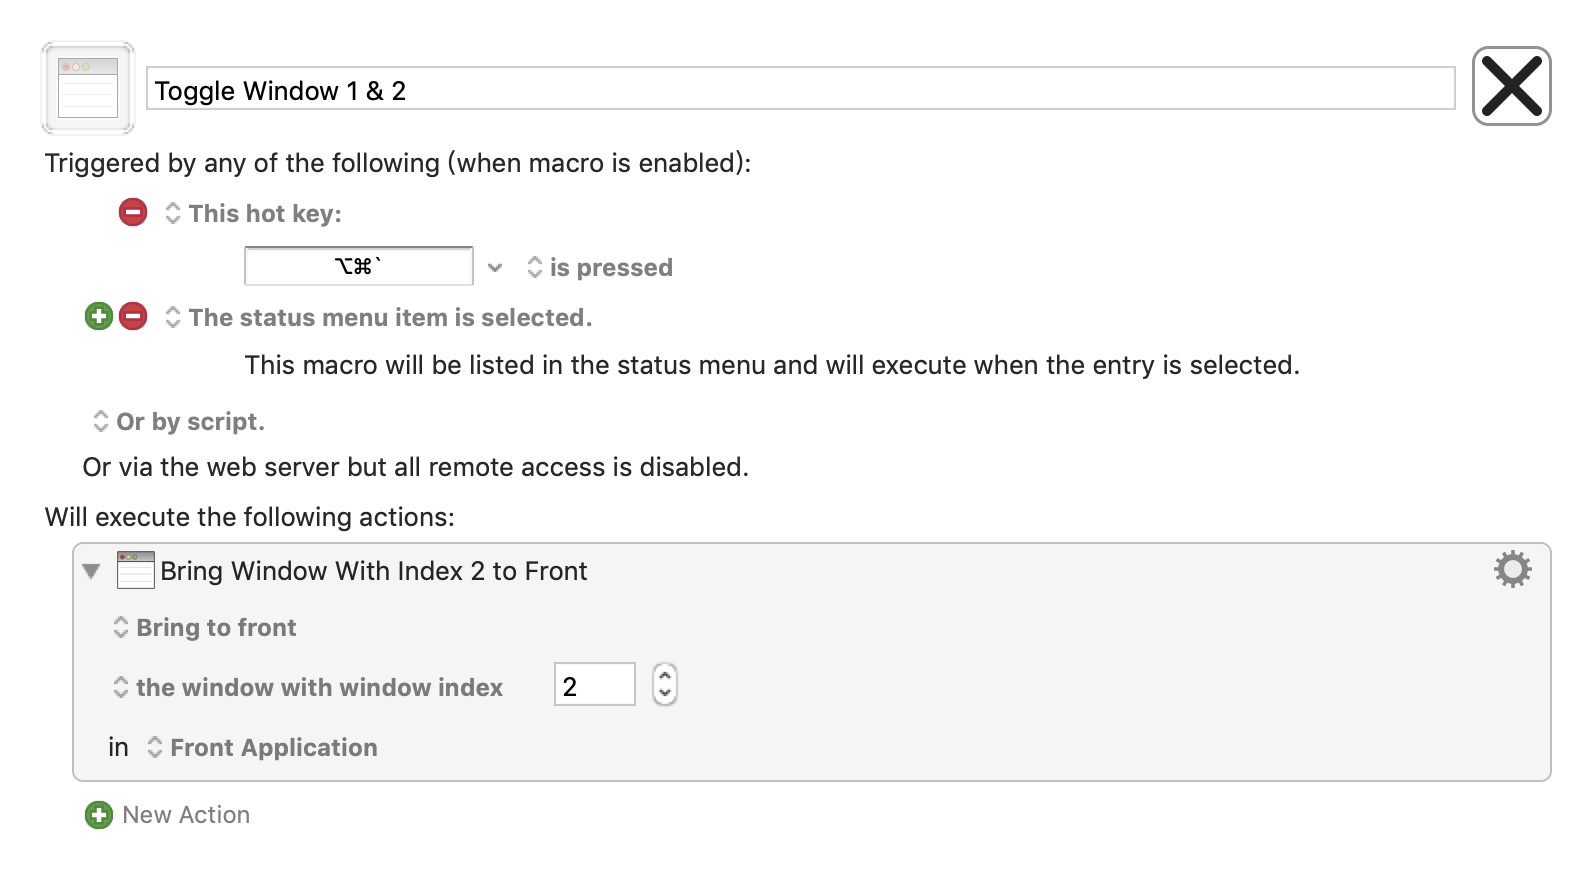 Toggle Window 1 & 2
Triggered by any of the following (when macro is enabled):
This hot key:
⌥⌘` is pressed
The status menu item is selected.
This macro will be listed in the status menu and will execute when the entry is selected.
Or by script.
Or via the web server but all remote access is disabled.
Will execute the following actions:
Bring Window With Index 2 to Front
Bring to front
the window with window index 2
in Front Application
New Action